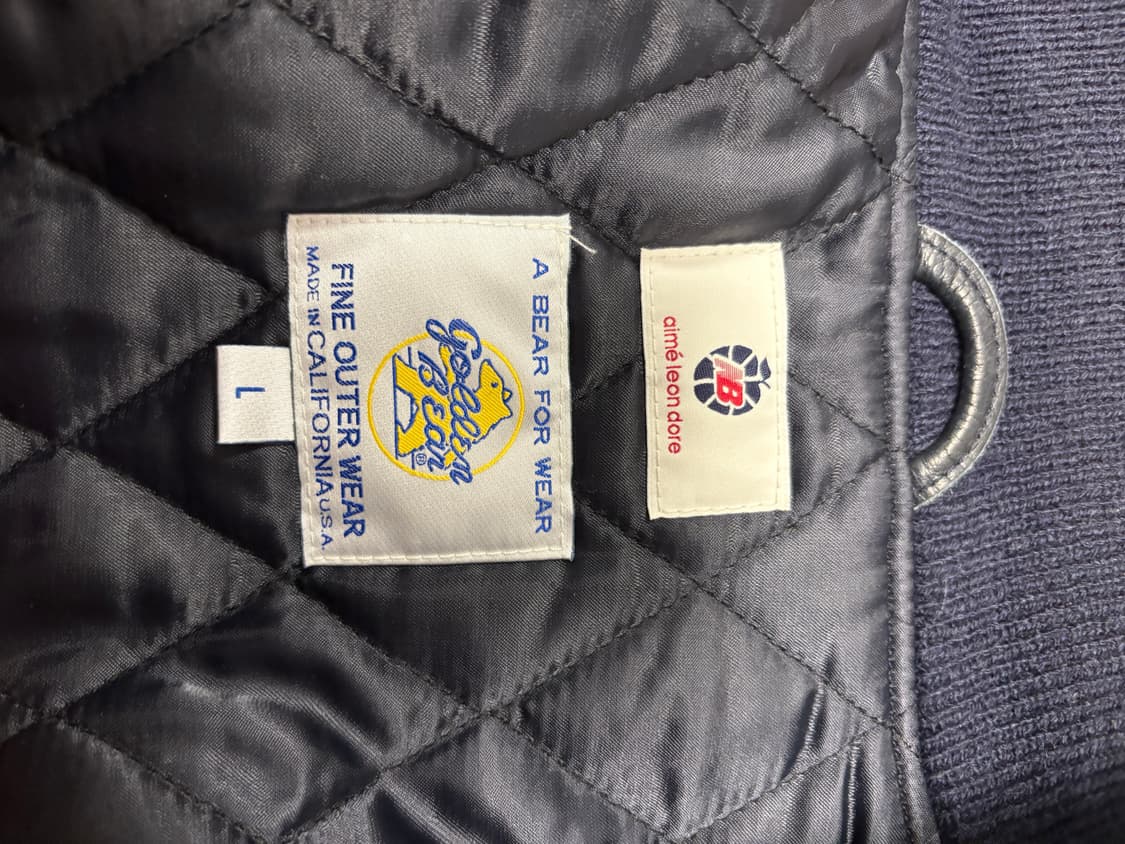 NB
aimé leon dore
A BEAR FOR WEAR
Golden
Bear
®
FINE OUTER WEAR
MADE IN CALIFORNIA U.S.A.
L